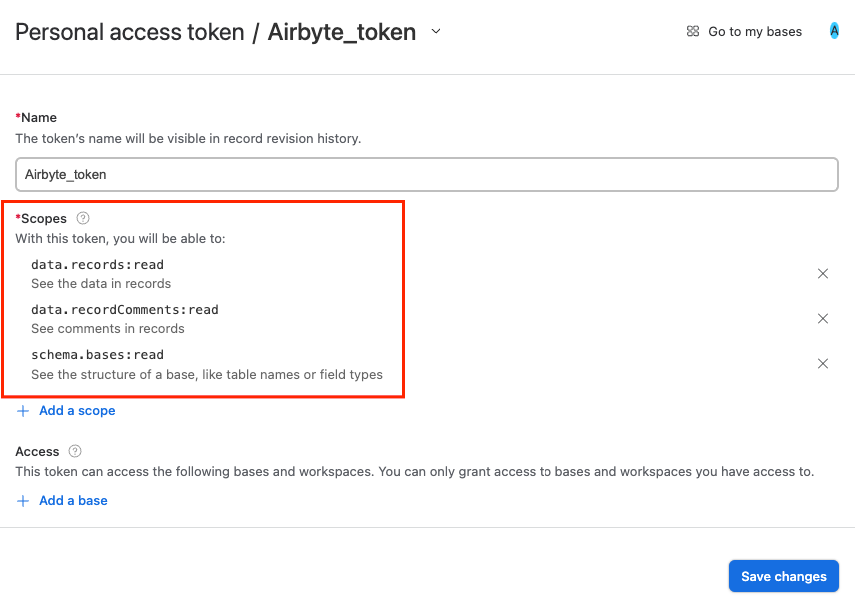 Personal access token / Airbyte_token
Go to my bases
A
*Name
The token's name will be visible in record revision history.
Airbyte_token
*Scopes ?
With this token, you will be able to:
data.records:read
See the data in records
data.recordComments:read
See comments in records
schema.bases:read
See the structure of a base, like table names or field types
+ Add a scope
Access ?
This token can access the following bases and workspaces. You can only grant access to bases and workspaces you have access to.
+ Add a base
Save changes